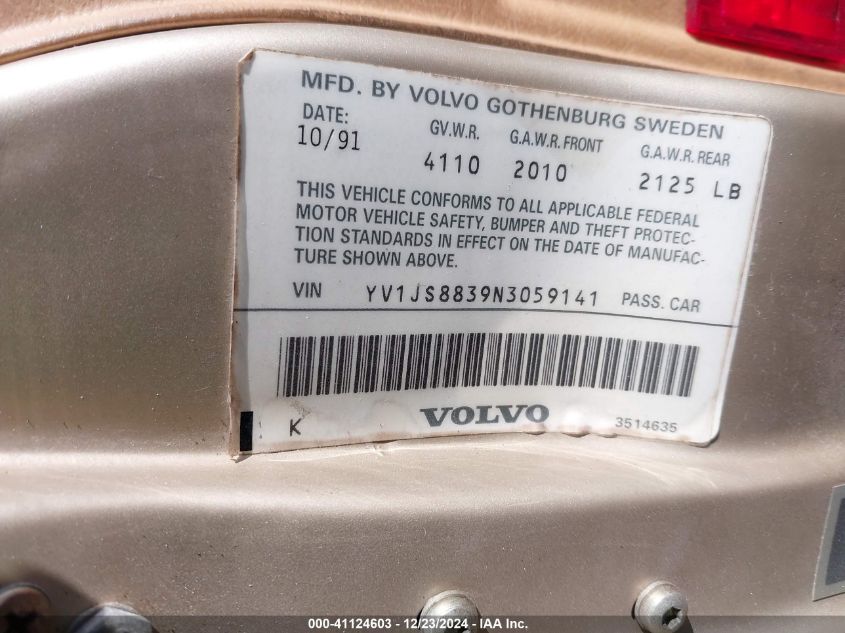 MFD. BY VOLVO GOTHENBURG SWEDEN
DATE: GV.W.R. G.A.W.R. FRONT G.A.W.R. REAR
10/91 4110 2010 2125 LB
THIS VEHICLE CONFORMS TO ALL APPLICABLE FEDERAL
MOTOR VEHICLE SAFETY, BUMPER AND THEFT PROTEC-
TION STANDARDS IN EFFECT ON THE DATE OF MANUFAC-
TURE SHOWN ABOVE.
VIN YV1JS8839N3059141 PASS. CAR
K VOLVO 3514635
000-41124603 - 12/23/2024 - IAA Inc.